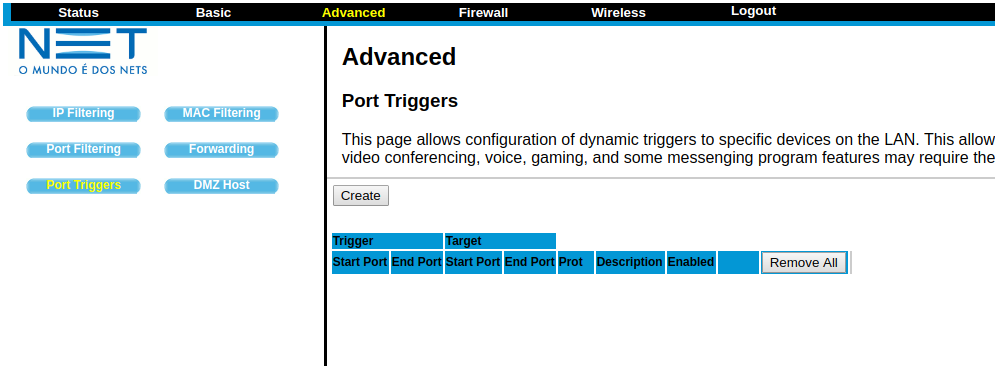 Status Basic Advanced Firewall Wireless Logout
NET
O MUNDO É DOS NETS
IP Filtering MAC Filtering
Port Filtering Forwarding
Port Triggers DMZ Host
Advanced
Port Triggers
This page allows configuration of dynamic triggers to specific devices on the LAN. This allow
video conferencing, voice, gaming, and some messenging program features may require the
Create
Trigger Target
Start Port End Port Start Port End Port Prot Description Enabled Remove All